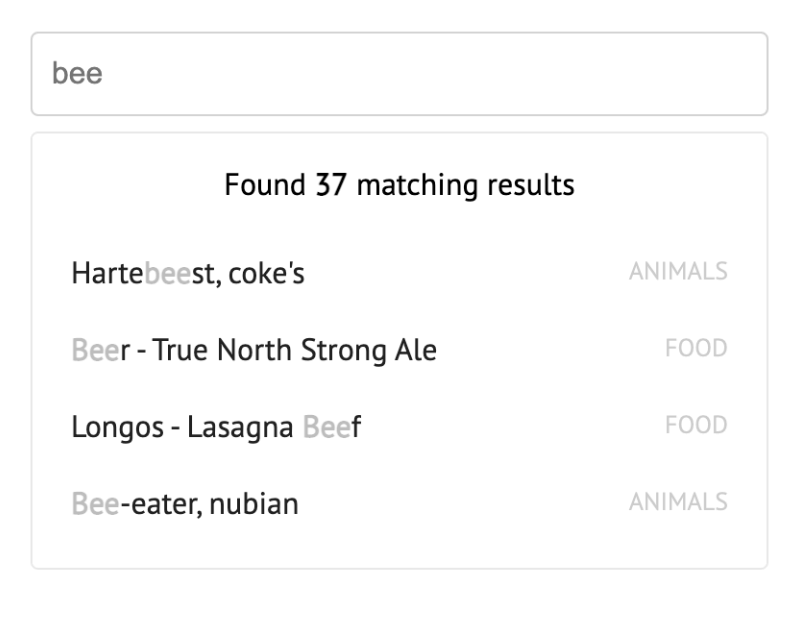 bee
Found 37 matching results
Hartebeest, coke's ANIMALS
Beer - True North Strong Ale FOOD
Longos - Lasagna Beef FOOD
Bee-eater, nubian ANIMALS